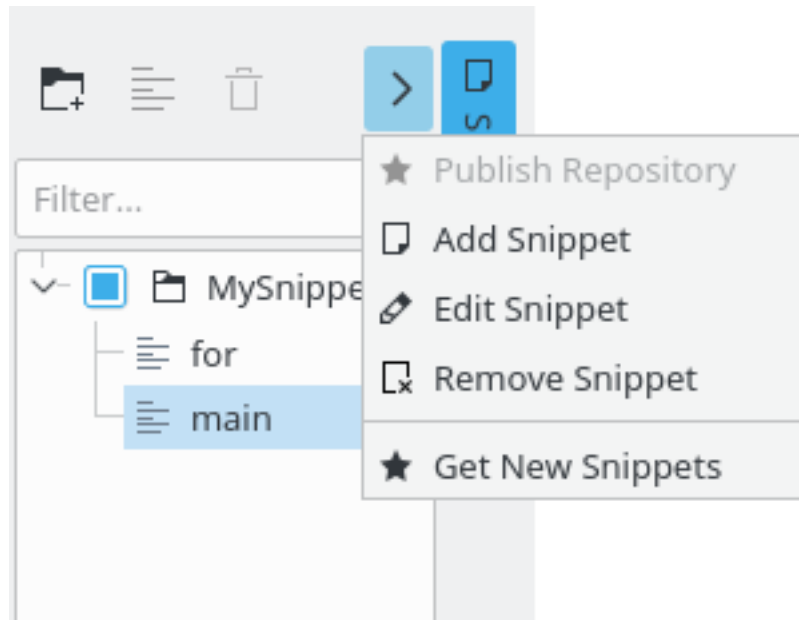 S
Publish Repository
Filter...
Add Snippet
Edit Snippet
MySnippe
for
Remove Snippet
main
Get New Snippets